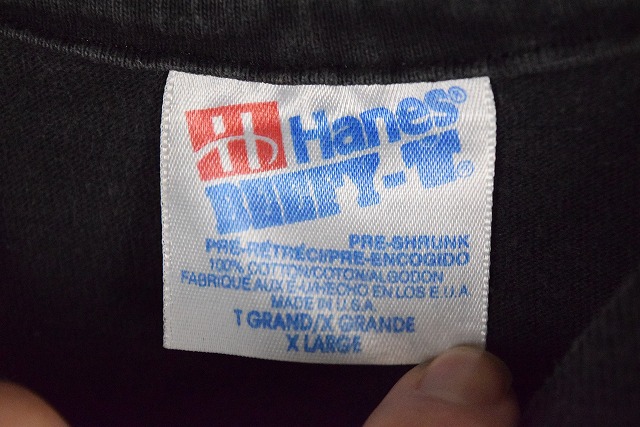 H Hanes®
BEEFY-T.®
PRE-SHRUNK
PRE-RÉTRÉCI/PRE-ENCOGIDO
100% COTTON/COTON/ALGODON
FABRIQUÉ AUX É-U/HECHO EN LOS E.U.A
MADE IN U.S.A
T GRAND/X GRANDE
X LARGE